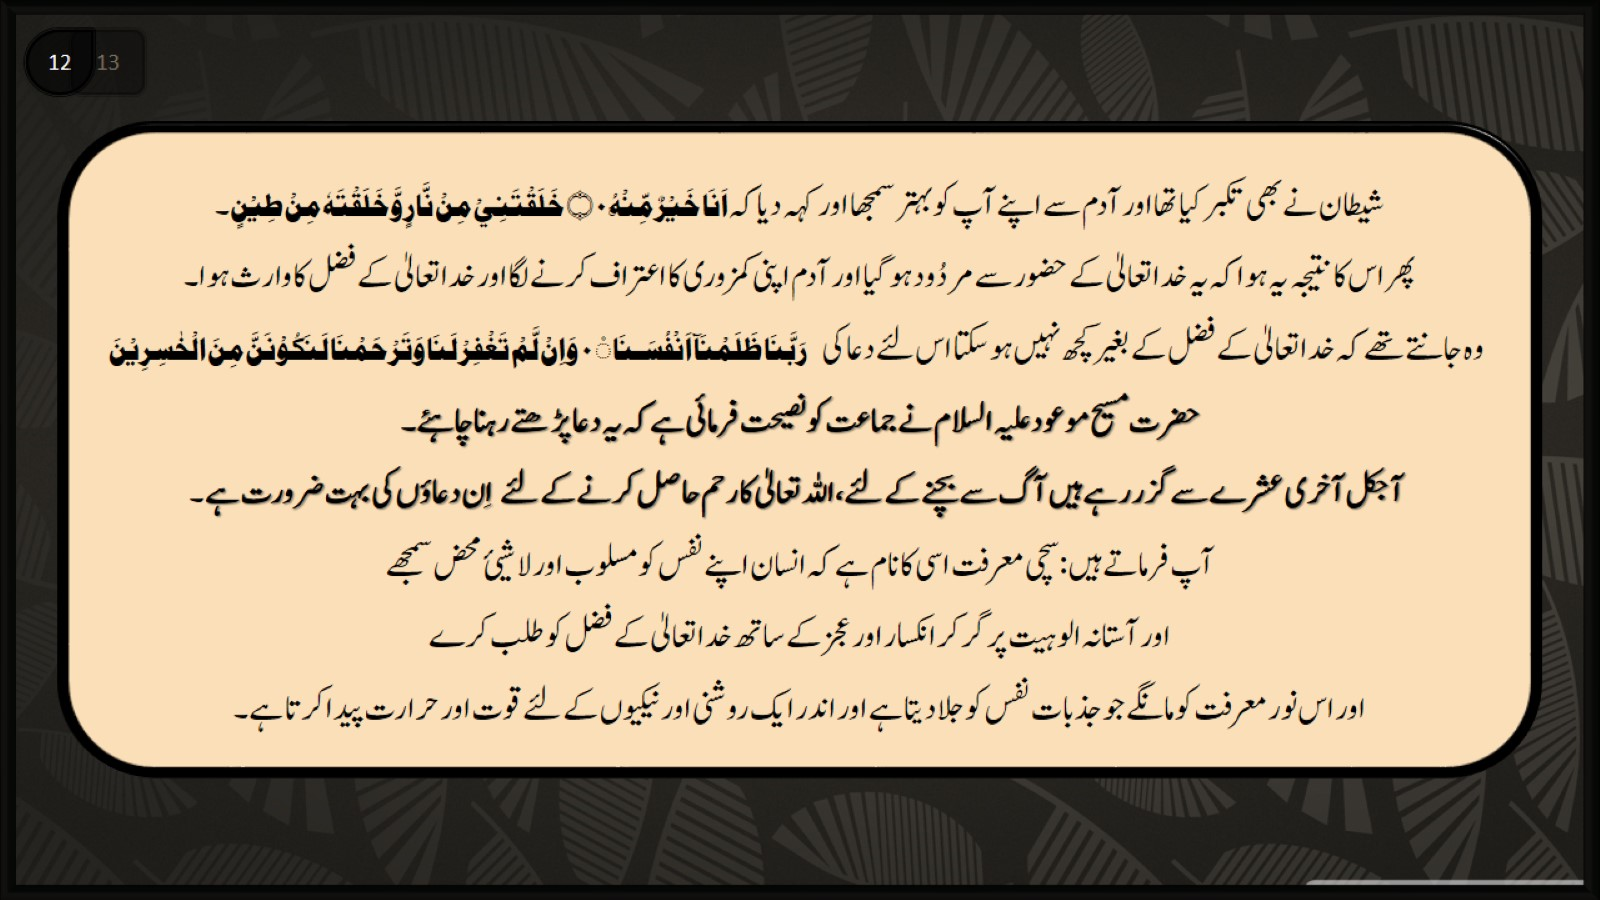 12 13
شیطان نے بھی تکبر کیا تھا اور آدم سے اپنے آپ کو بہتر سمجھا اور کہہ دیا کہ اَنَا خَیْرٌ مِّنْہُ۰ۚ خَلَقْتَنِیْ مِنْ نَّارٍ وَّخَلَقْتَہٗ مِنْ طِیْنٍ۔
پھر اس کا نتیجہ یہ ہوا کہ یہ خدا تعالیٰ کے حضور سے مردُود ہو گیا اور آدم اپنی کمزوری کا اعتراف کرنے لگا اور خدا تعالیٰ کے فضل کا وارث ہوا۔
وہ جانتے تھے کہ خدا تعالیٰ کے فضل کے بغیر کچھ نہیں ہو سکتا اس لئے دعا کی رَبَّنَا ظَلَمْنَآ اَنْفُسَـنَا۰۫ وَاِنْ لَّمْ تَغْفِرْ لَنَا وَتَرْحَمْنَا لَنَكُوْنَنَّ مِنَ الْخٰسِرِیْنَ
حضرت مسیح موعود علیہ السلام نے جماعت کو نصیحت فرمائی ہے کہ یہ دعا پڑھتے رہنا چاہئے۔
آجکل آخری عشرے سے گزر رہے ہیں آگ سے بچنے کے لئے، اللہ تعالیٰ کا رحم حاصل کرنے کے لئے اِن دعاؤں کی بہت ضرورت ہے۔
آپ فرماتے ہیں: سچی معرفت اسی کا نام ہے کہ انسان اپنے نفس کو مسلوب اور لا شیئ محض سمجھے
اور آستانہ الوہیت پر گر کر انکسار اور عجز کے ساتھ خدا تعالیٰ کے فضل کو طلب کرے
اور اس نور معرفت کو مانگے جو جذبات نفس کو جلا دیتا ہے اور اندر ایک روشنی اور نیکیوں کے لئے قوت اور حرارت پیدا کرتا ہے۔